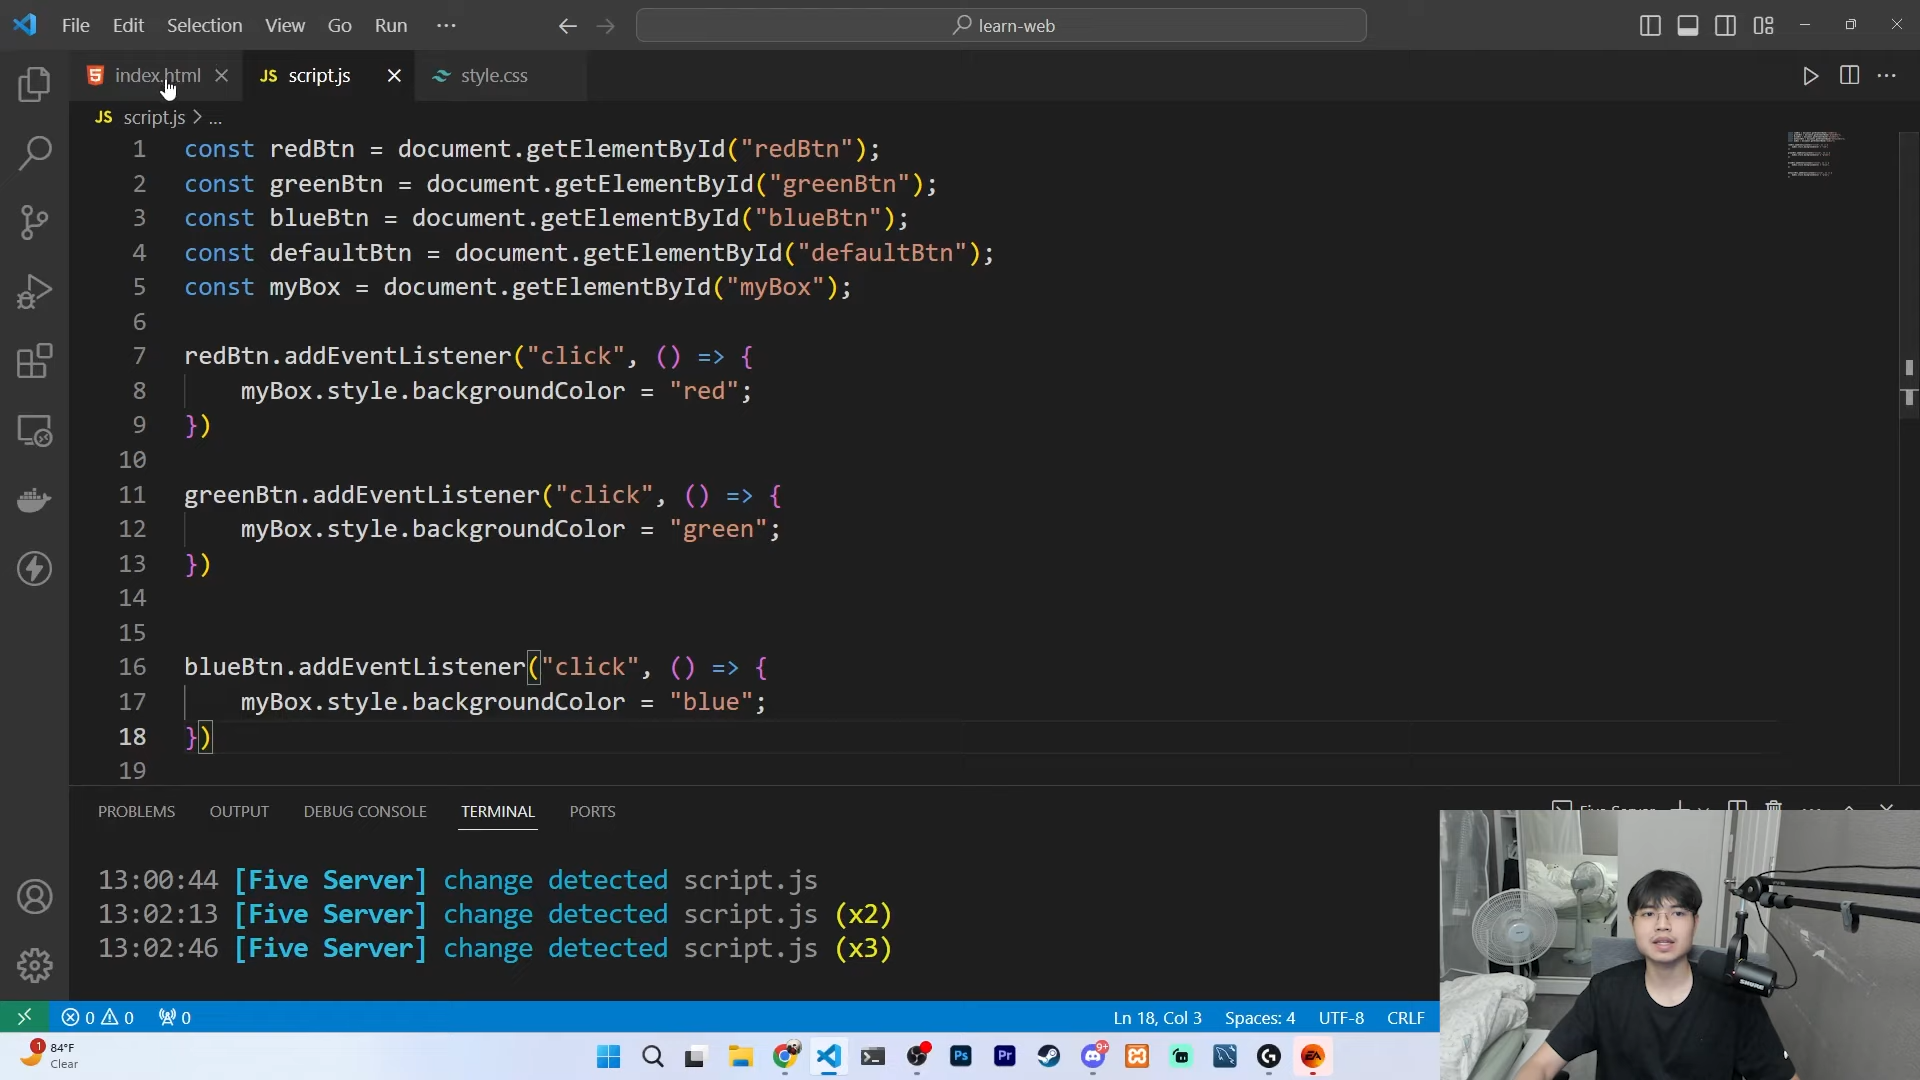 File Edit Selection View Go Run ···
learn-web
index.html
JS script.js
style.css
JS script.js > ...
1 const redBtn = document.getElementById("redBtn");
2 const greenBtn = document.getElementById("greenBtn");
3 const blueBtn = document.getElementById("blueBtn");
4 const defaultBtn = document.getElementById("defaultBtn");
5 const myBox = document.getElementById("myBox");
6
7 redBtn.addEventListener("click", () => {
8 myBox.style.backgroundColor = "red";
9 })
10
11 greenBtn.addEventListener("click", () => {
12 myBox.style.backgroundColor = "green";
13 })
14
15
16 blueBtn.addEventListener("click", () => {
17 myBox.style.backgroundColor = "blue";
18 })
19
PROBLEMS OUTPUT DEBUG CONSOLE TERMINAL PORTS
13:00:44 [Five Server] change detected script.js
13:02:13 [Five Server] change detected script.js (x2)
13:02:46 [Five Server] change detected script.js (x3)
0 0 0
Ln 18, Col 3 Spaces: 4 UTF-8 CRLF
1 84°F
Clear
Ps Pr 9+ EA
SHURE